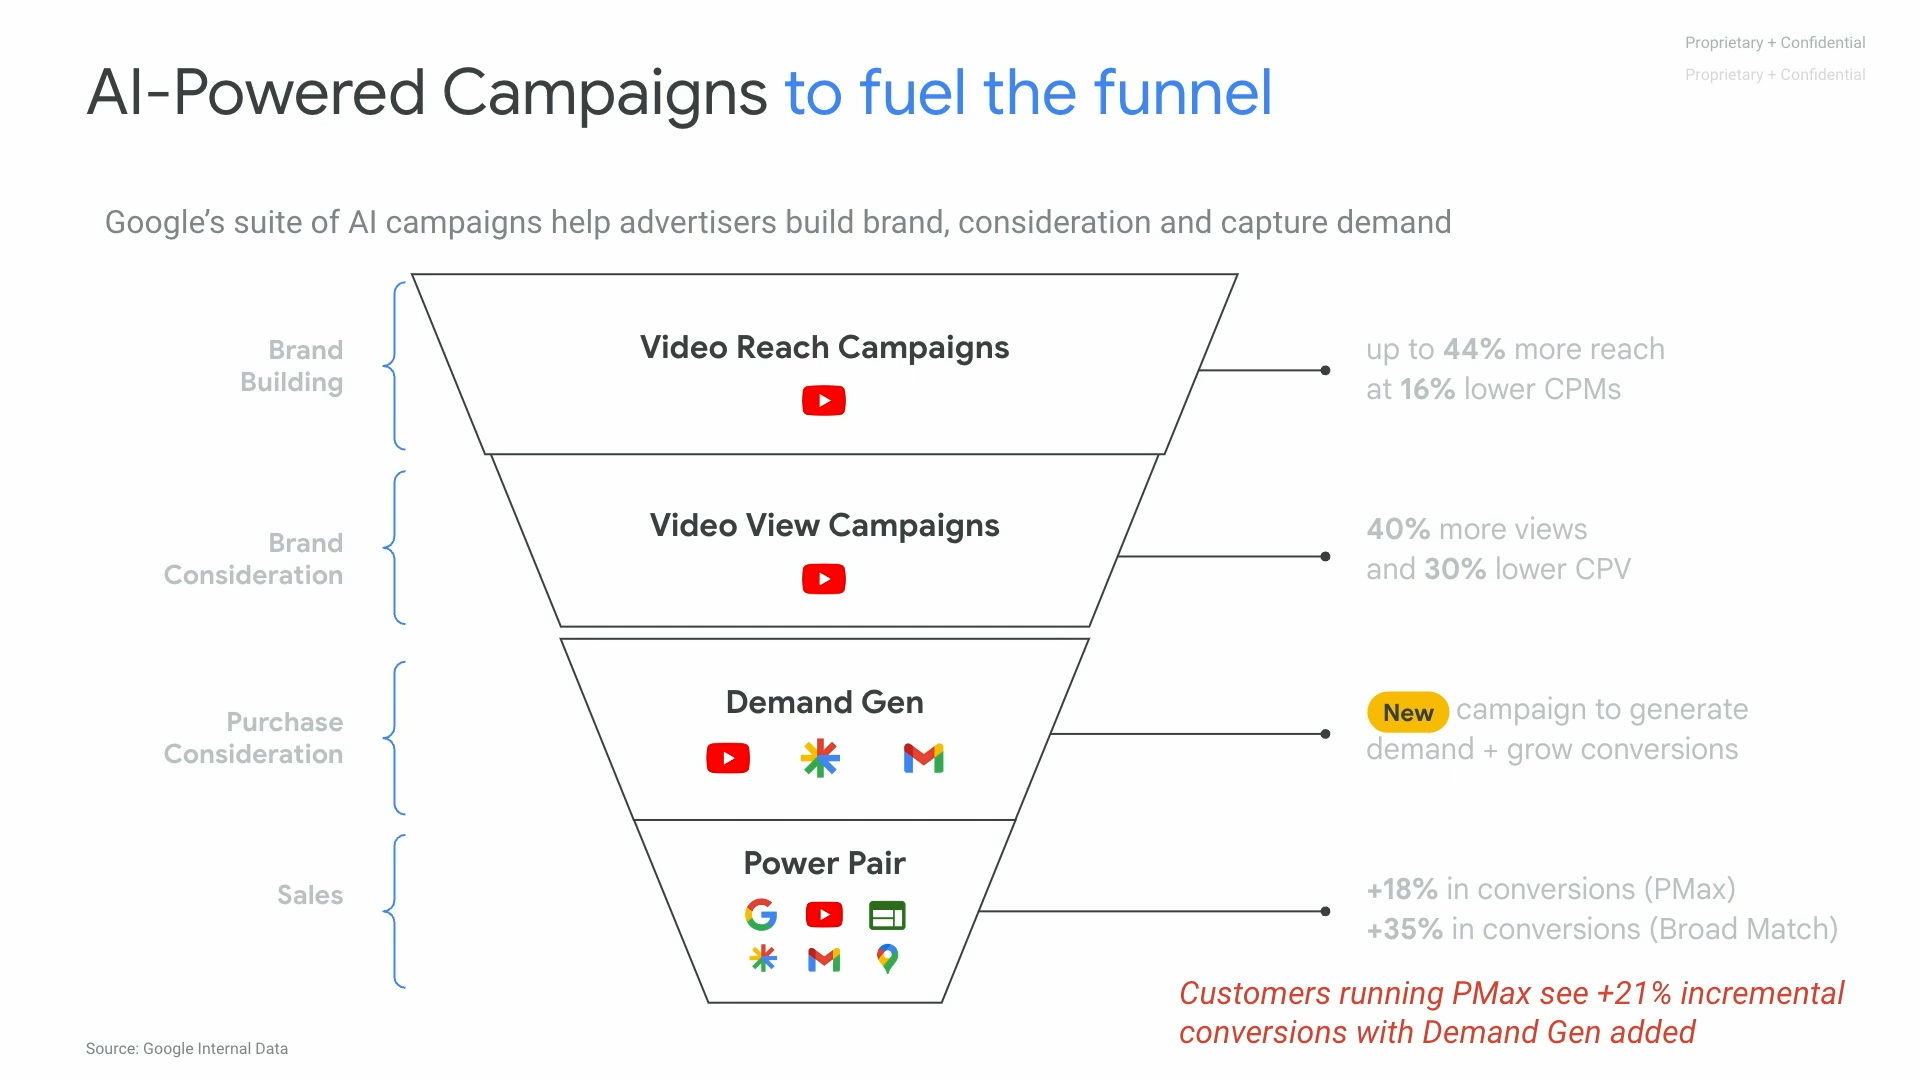 Proprietary + Confidential
Proprietary + Confidential
AI-Powered Campaigns to fuel the funnel
Google’s suite of AI campaigns help advertisers build brand, consideration and capture demand
Brand
Building
Video Reach Campaigns
up to 44% more reach
at 16% lower CPMs
Brand
Consideration
Video View Campaigns
40% more views
and 30% lower CPV
Purchase
Consideration
Demand Gen
New campaign to generate
demand + grow conversions
Sales
Power Pair
+18% in conversions (PMax)
+35% in conversions (Broad Match)
Customers running PMax see +21% incremental
conversions with Demand Gen added
Source: Google Internal Data